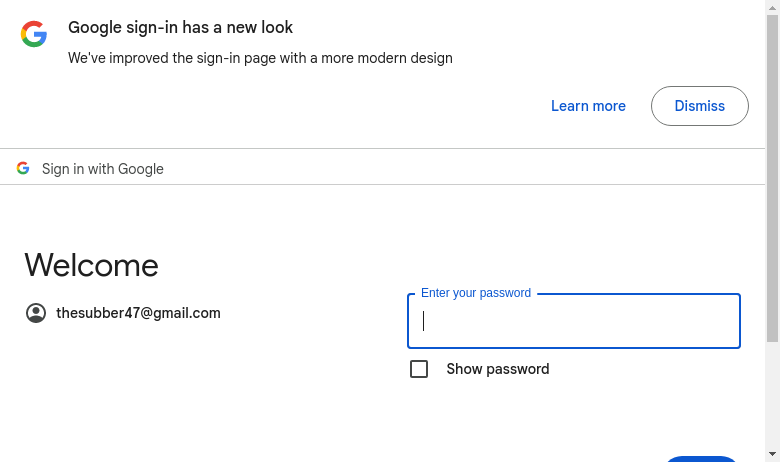 Google sign-in has a new look
We've improved the sign-in page with a more modern design
Learn more
Dismiss
Sign in with Google
Welcome
thesubber47@gmail.com
Enter your password
Show password